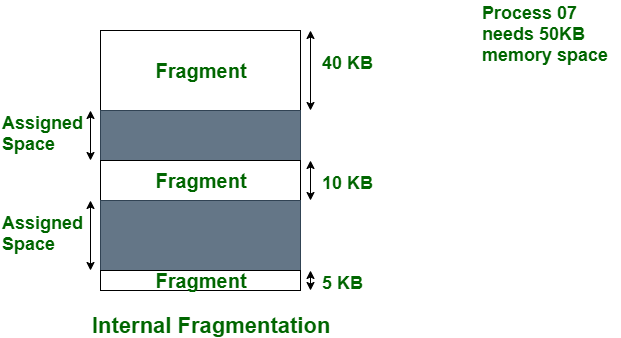 Process 07
needs 50KB
memory space
Fragment
40 KB
Assigned
Space
Fragment
10 KB
Assigned
Space
Fragment
5 KB
Internal Fragmentation